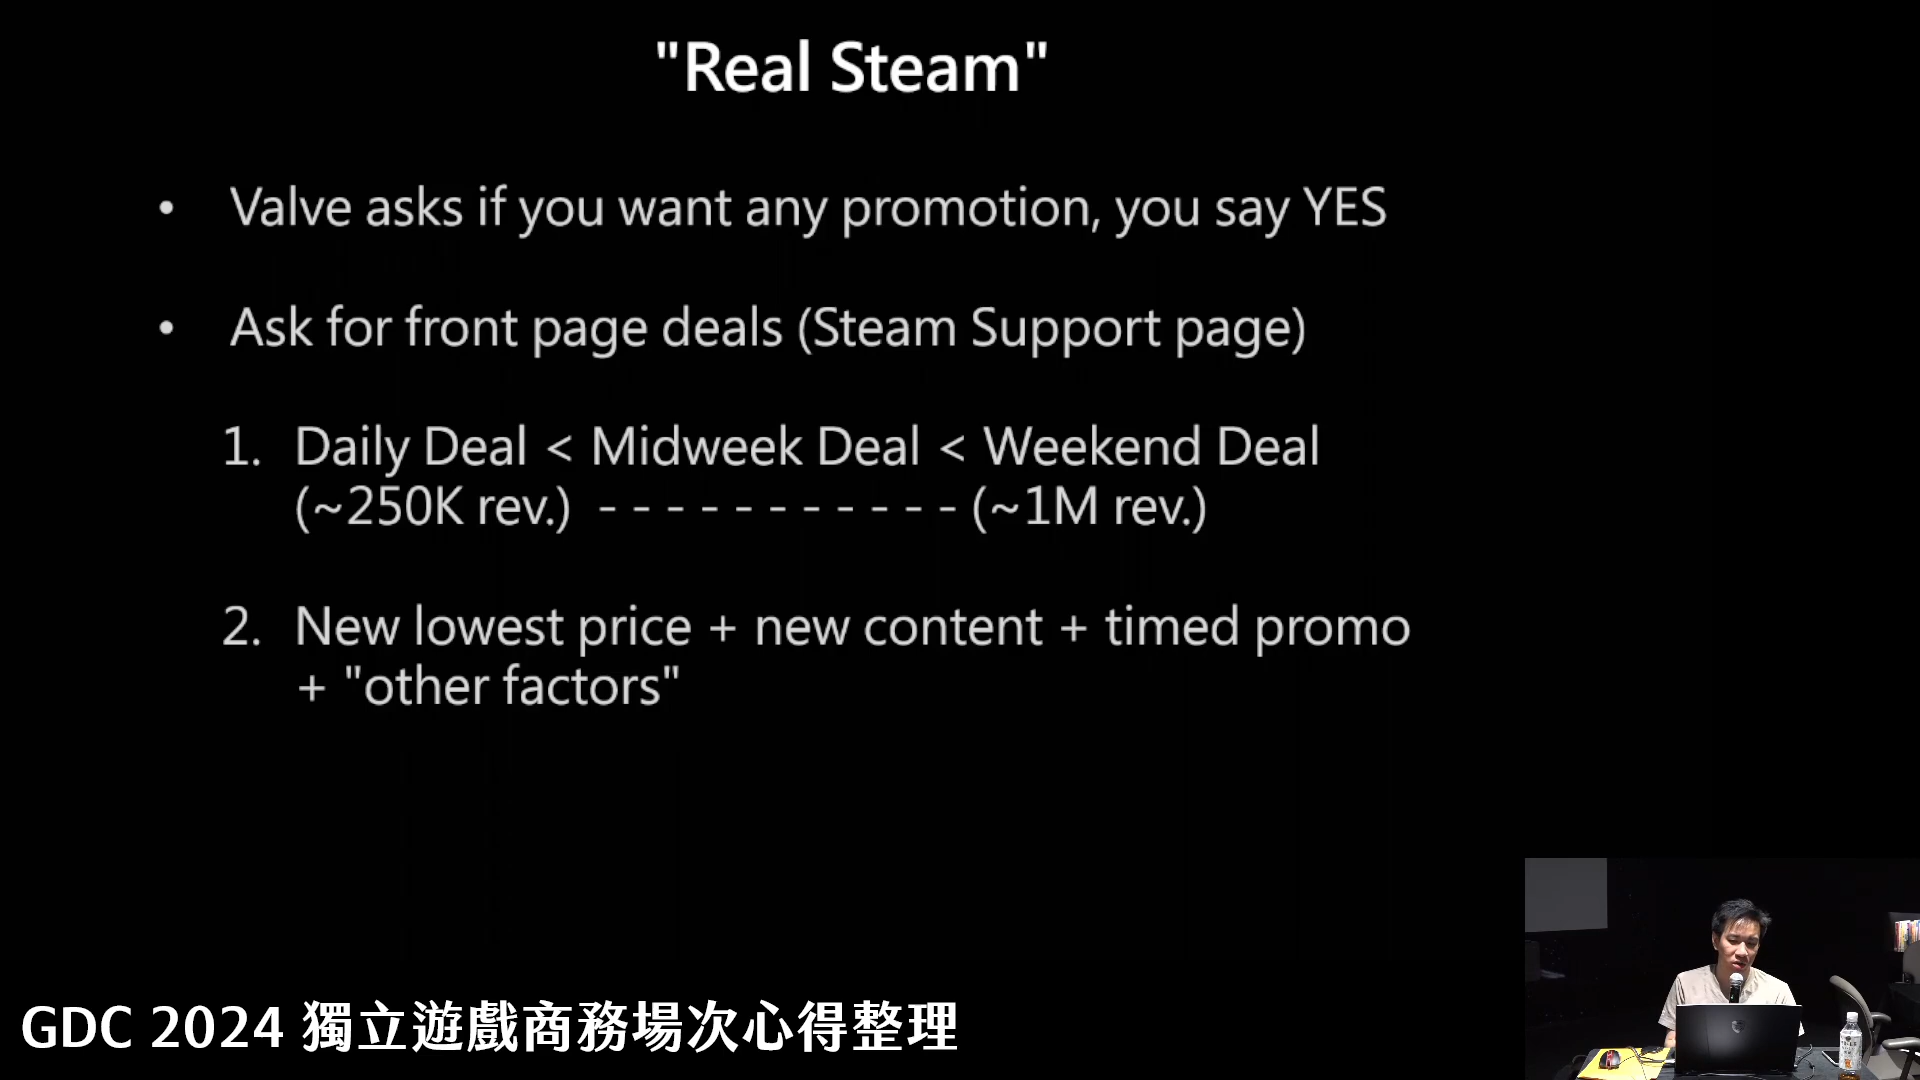 "Real Steam"
• Valve asks if you want any promotion, you say YES
• Ask for front page deals (Steam Support page)
1. Daily Deal < Midweek Deal < Weekend Deal
(~250K rev.) - - - - - - - - - - - (~1M rev.)
2. New lowest price + new content + timed promo
+ "other factors"
GDC 2024 獨立遊戲商務場次心得整理